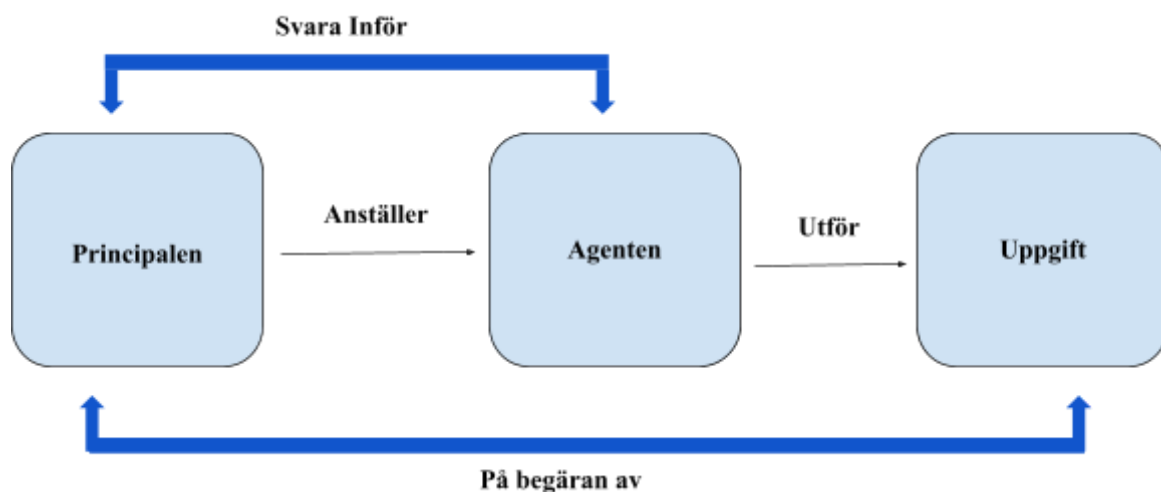 Svara Inför
Principalen
Anställer
Agenten
Utför
Uppgift
På begäran av